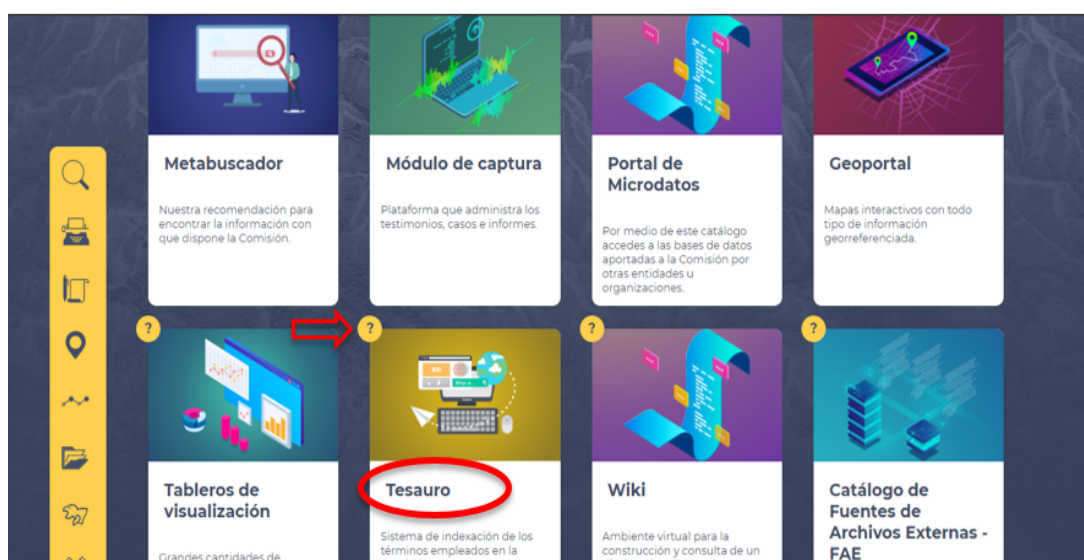 Metabuscador
Nuestra recomendación para
encontrar la información con
que dispone la Comisión.
Módulo de captura
Plataforma que administra los
testimonios, casos e informes.
Portal de
Microdatos
Por medio de este catálogo
accedes a las bases de datos
aportadas a la Comisión por
otras entidades u
organizaciones.
Geoportal
Mapas interactivos con todo
tipo de información
georreferenciada.
?
Tableros de
visualización
Grandes cantidades de
?
Tesauro
Sistema de indexación de los
términos empleados en la
?
Wiki
Ambiente virtual para la
construcción y consulta de un
?
Catálogo de
Fuentes de
Archivos Externas -
FAE